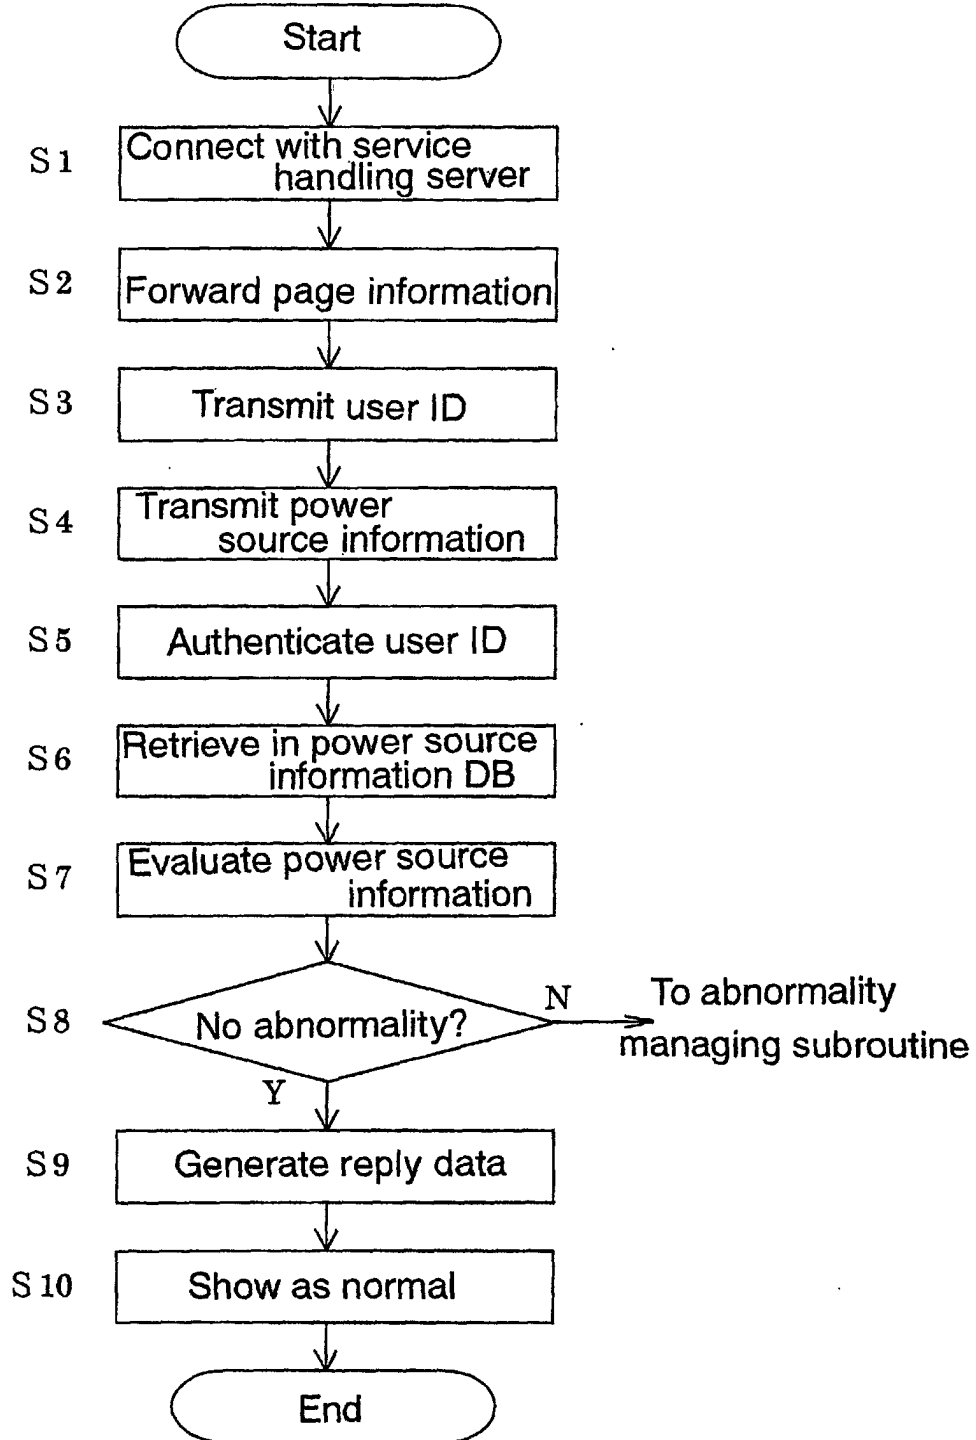 Start
S1
Connect with service
handling server
S2
Forward page information
S3
Transmit user ID
S4
Transmit power
source information
S5
Authenticate user ID
S6
Retrieve in power source
information DB
S7
Evaluate power source
information
S8
No abnormality?
N
To abnormality
managing subroutine
Y
S9
Generate reply data
S10
Show as normal
End